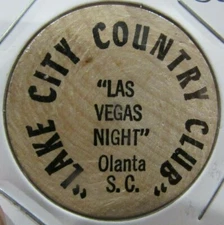 "LAKE CITY COUNTRY CLUB"
"LAS
VEGAS
NIGHT"
Olanta
S. C.